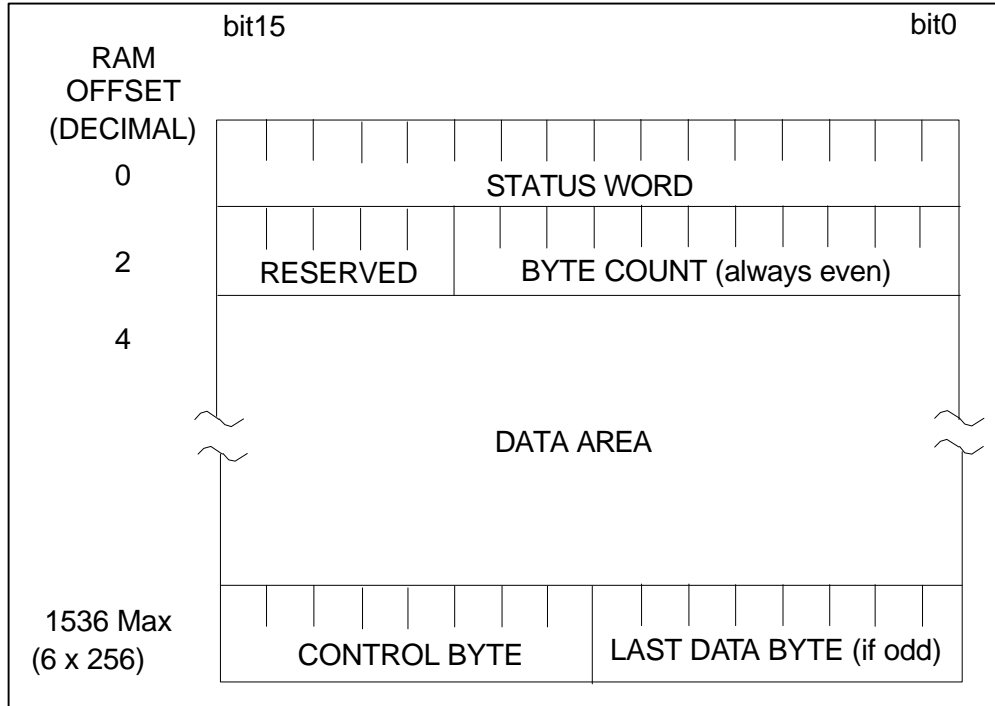 bit15 bit0
RAM
OFFSET
(DECIMAL)
0 STATUS WORD
2 RESERVED BYTE COUNT (always even)
4
DATA AREA
1536 Max
(6 x 256) CONTROL BYTE LAST DATA BYTE (if odd)